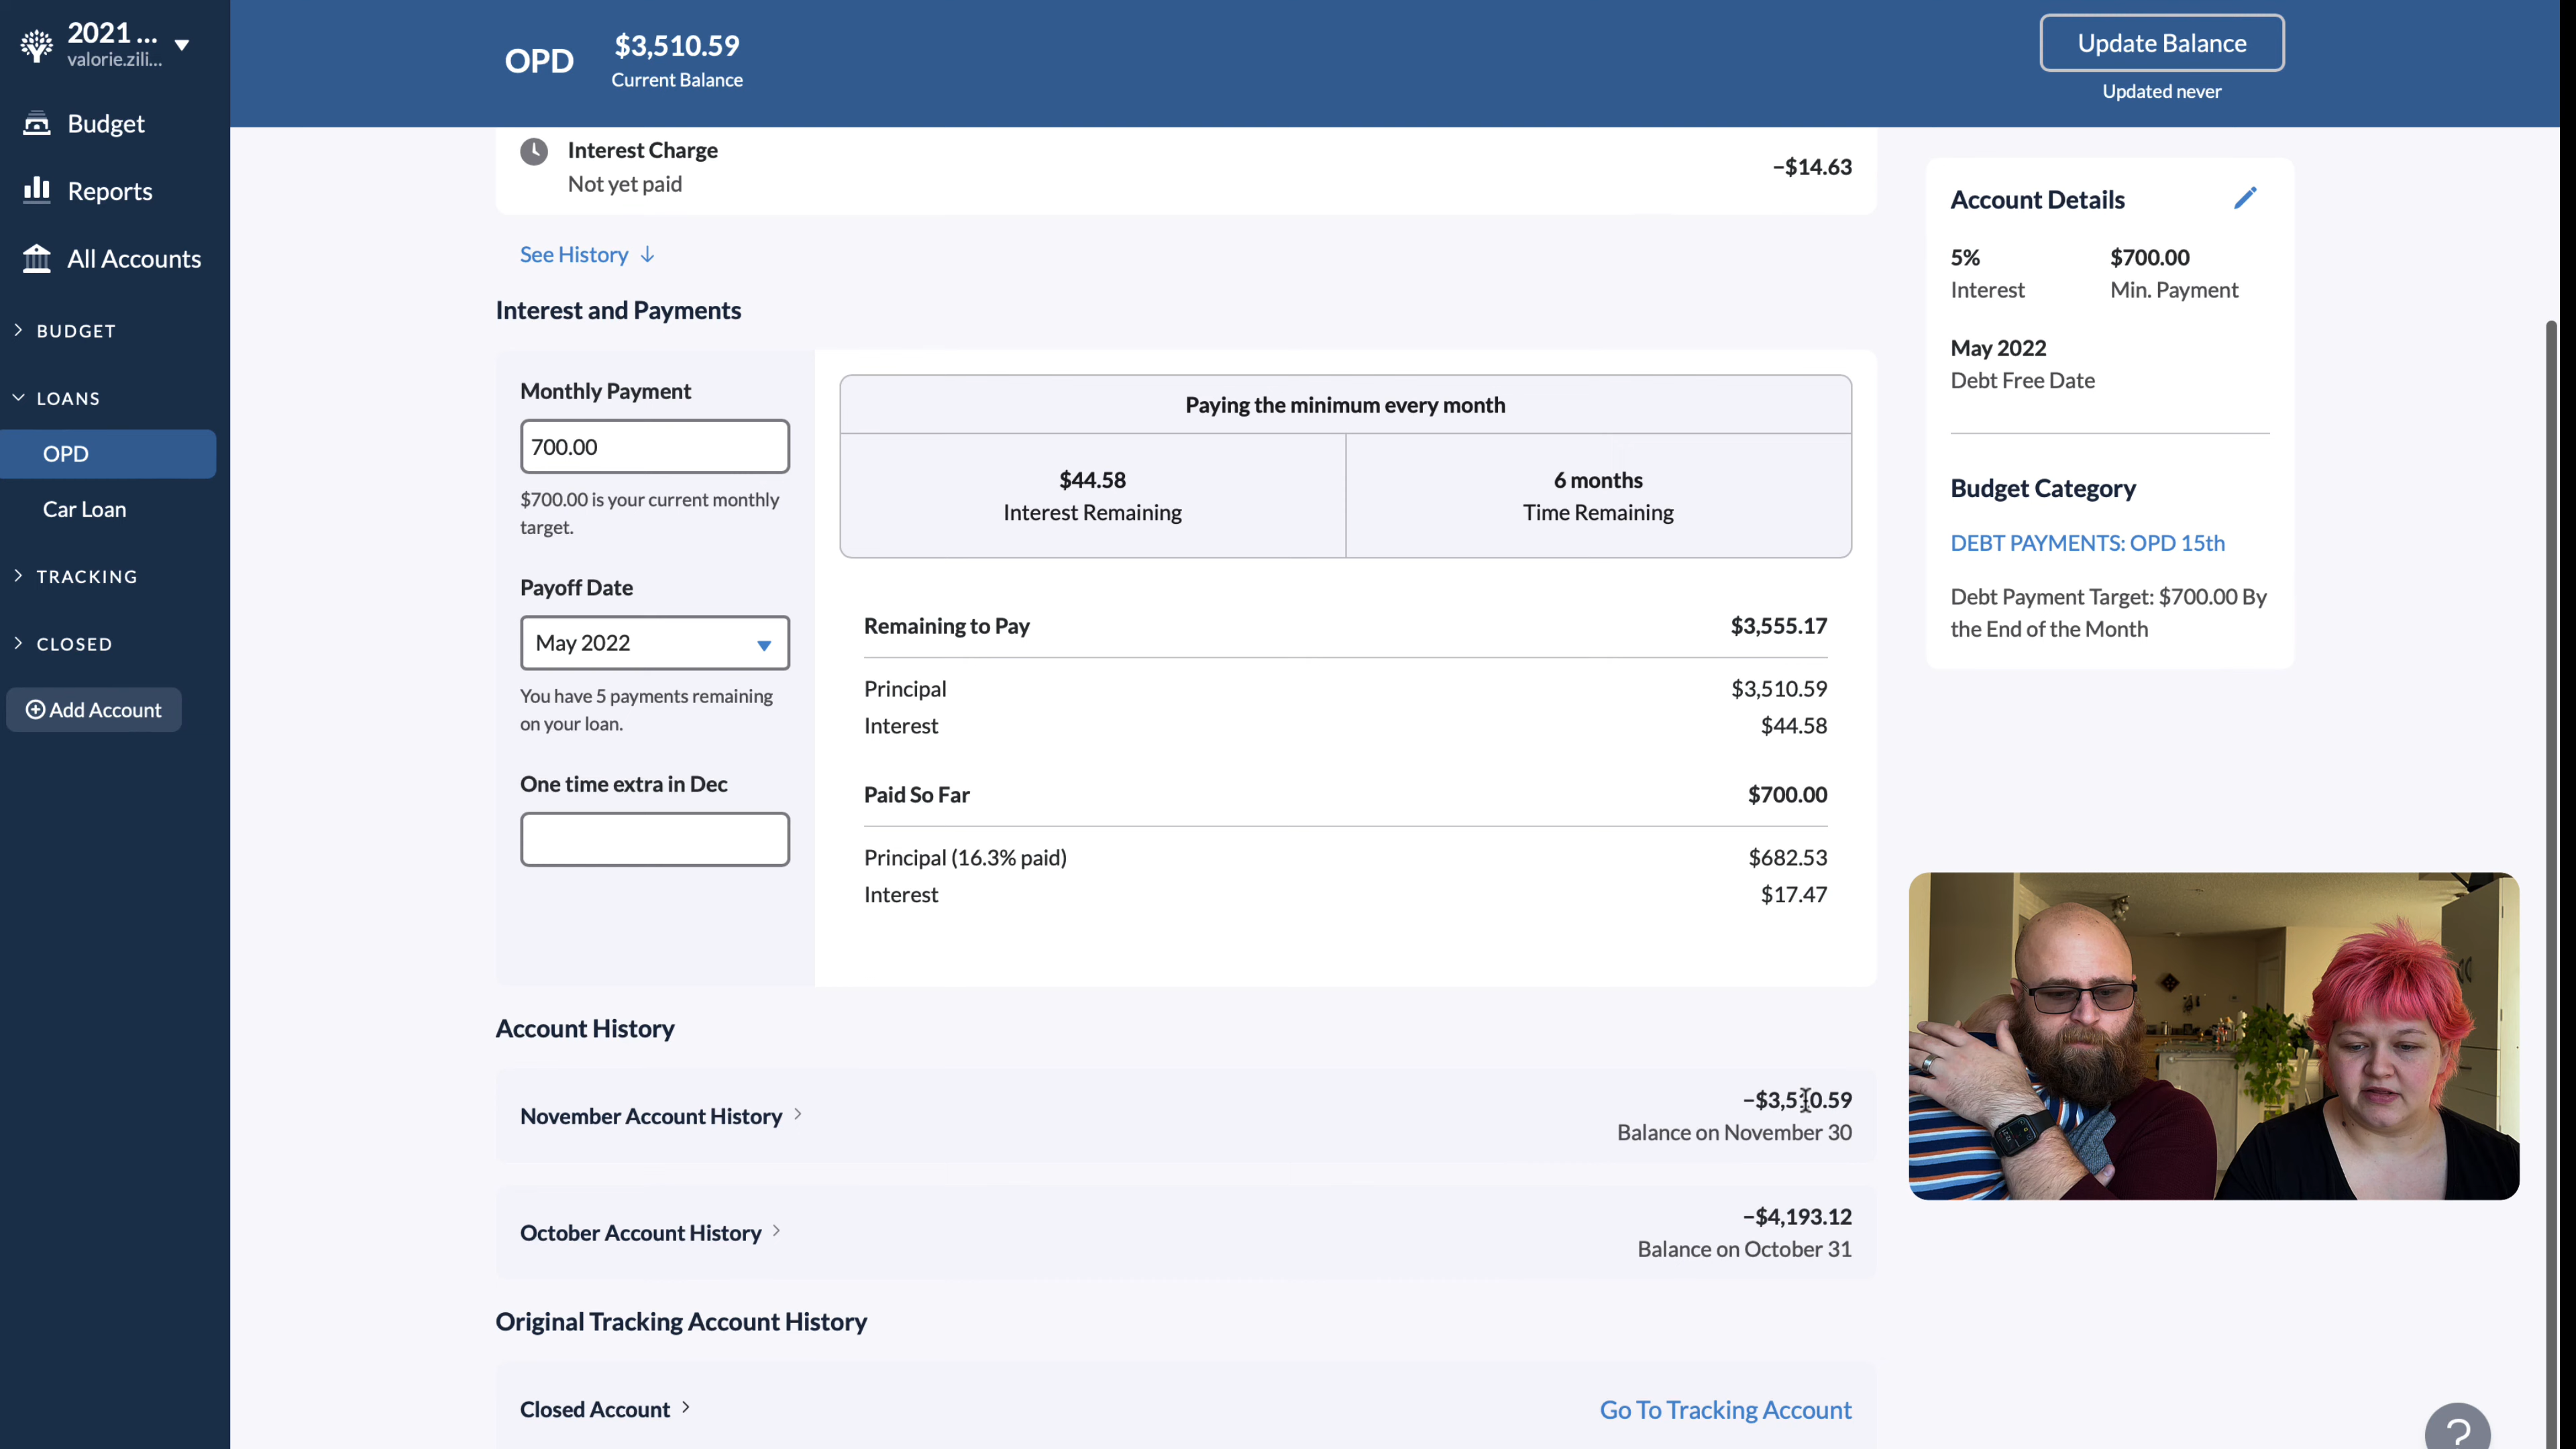 2021 ...
valorie.zili...
Budget
Reports
All Accounts
BUDGET
LOANS
OPD
Car Loan
TRACKING
CLOSED
Add Account
OPD
$3,510.59
Current Balance
Update Balance
Updated never
Interest Charge
Not yet paid
−$14.63
See History
Interest and Payments
Monthly Payment
700.00
$700.00 is your current monthly
target.
Payoff Date
May 2022
You have 5 payments remaining
on your loan.
One time extra in Dec
Paying the minimum every month
$44.58
Interest Remaining
6 months
Time Remaining
Remaining to Pay $3,555.17
Principal $3,510.59
Interest $44.58
Paid So Far $700.00
Principal (16.3% paid) $682.53
Interest $17.47
Account Details
5%
Interest
$700.00
Min. Payment
May 2022
Debt Free Date
Budget Category
DEBT PAYMENTS: OPD 15th
Debt Payment Target: $700.00 By
the End of the Month
Account History
November Account History
−$3,510.59
Balance on November 30
October Account History
−$4,193.12
Balance on October 31
Original Tracking Account History
Closed Account
Go To Tracking Account
?